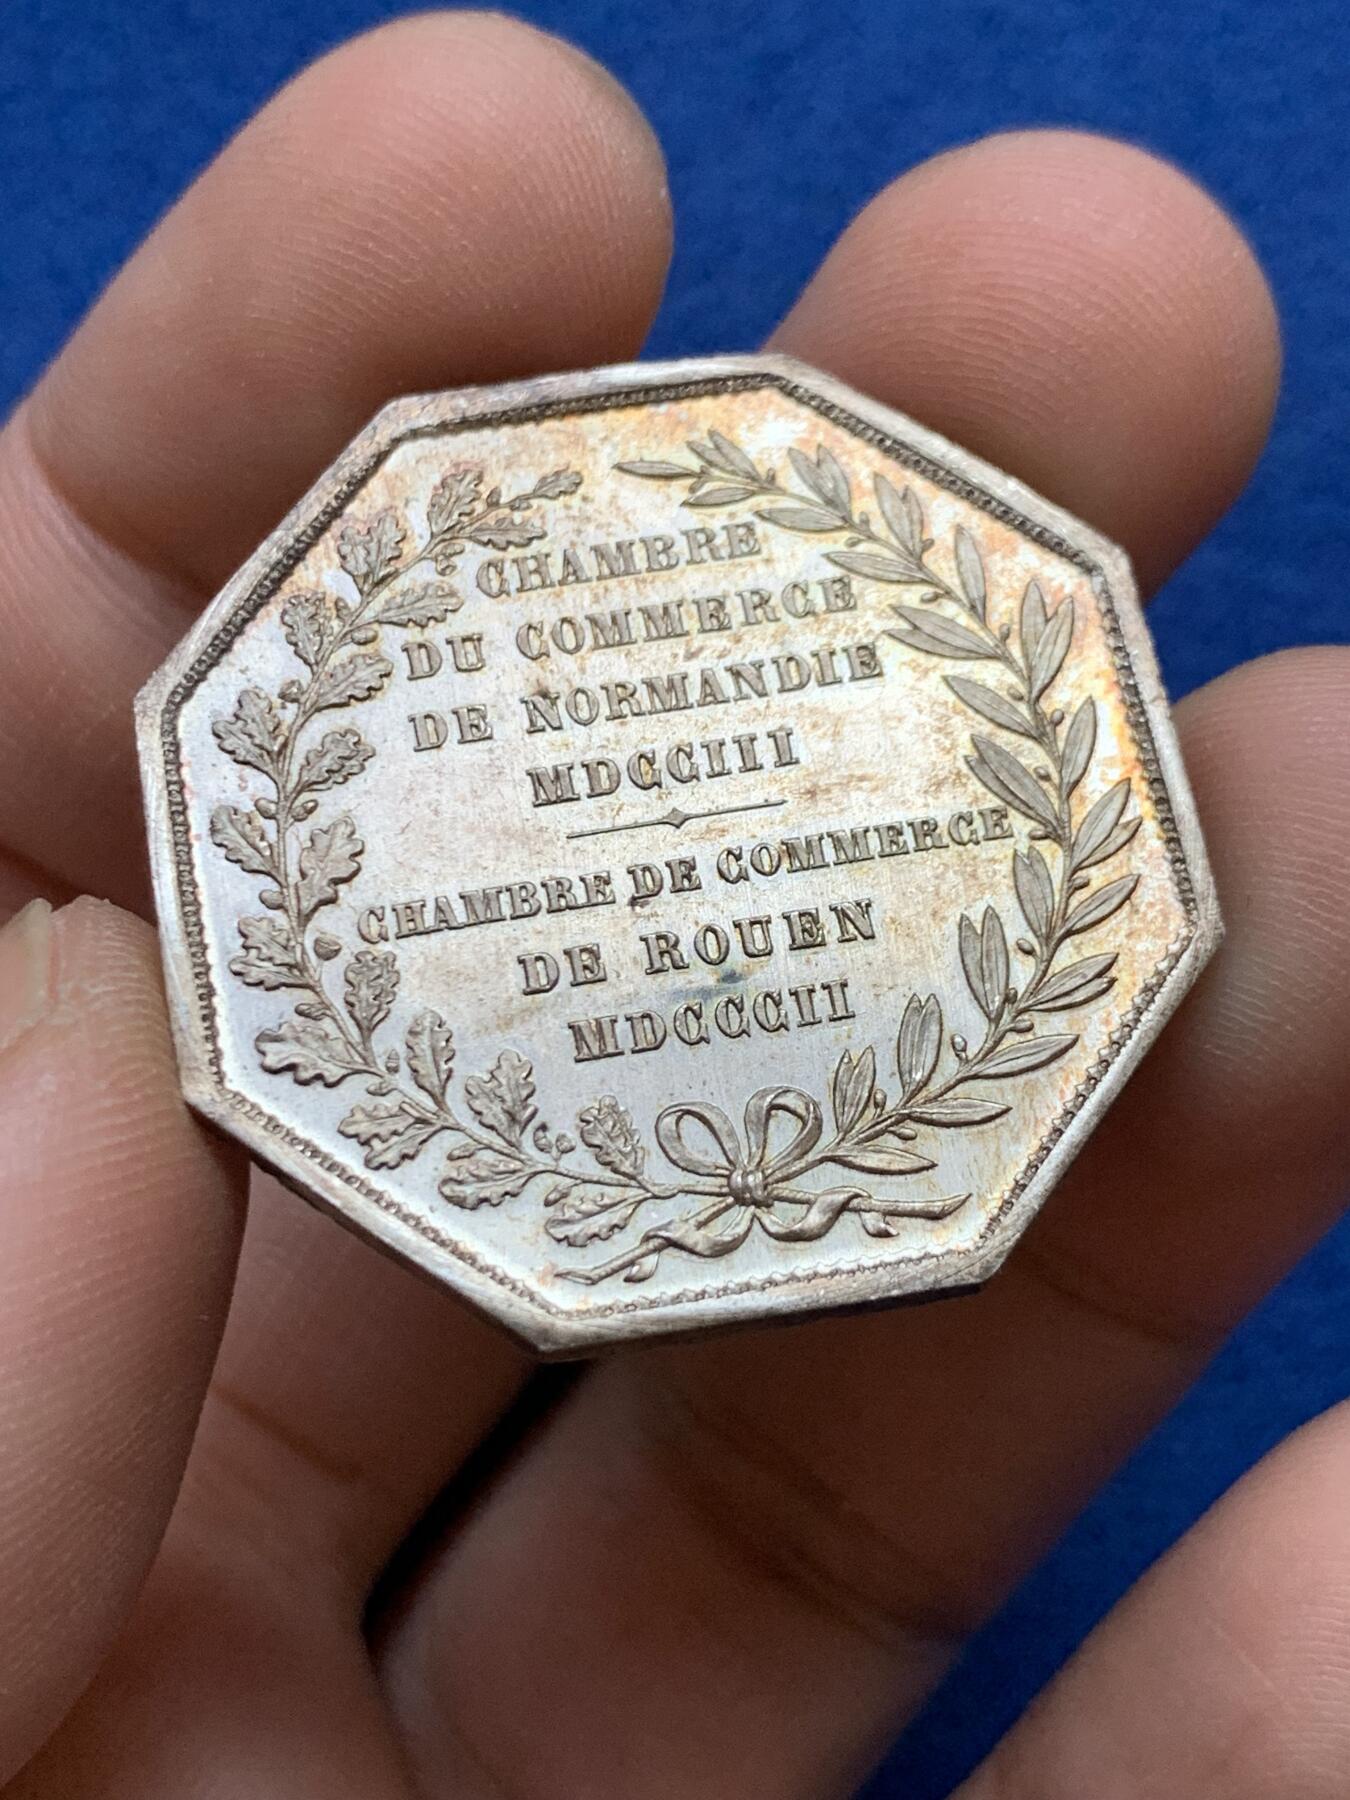 CHAMBRE
DU COMMERCE
DE NORMANDIE
MDCCIII
CHAMBRE DE COMMERCE
DE ROUEN
MDCCCII